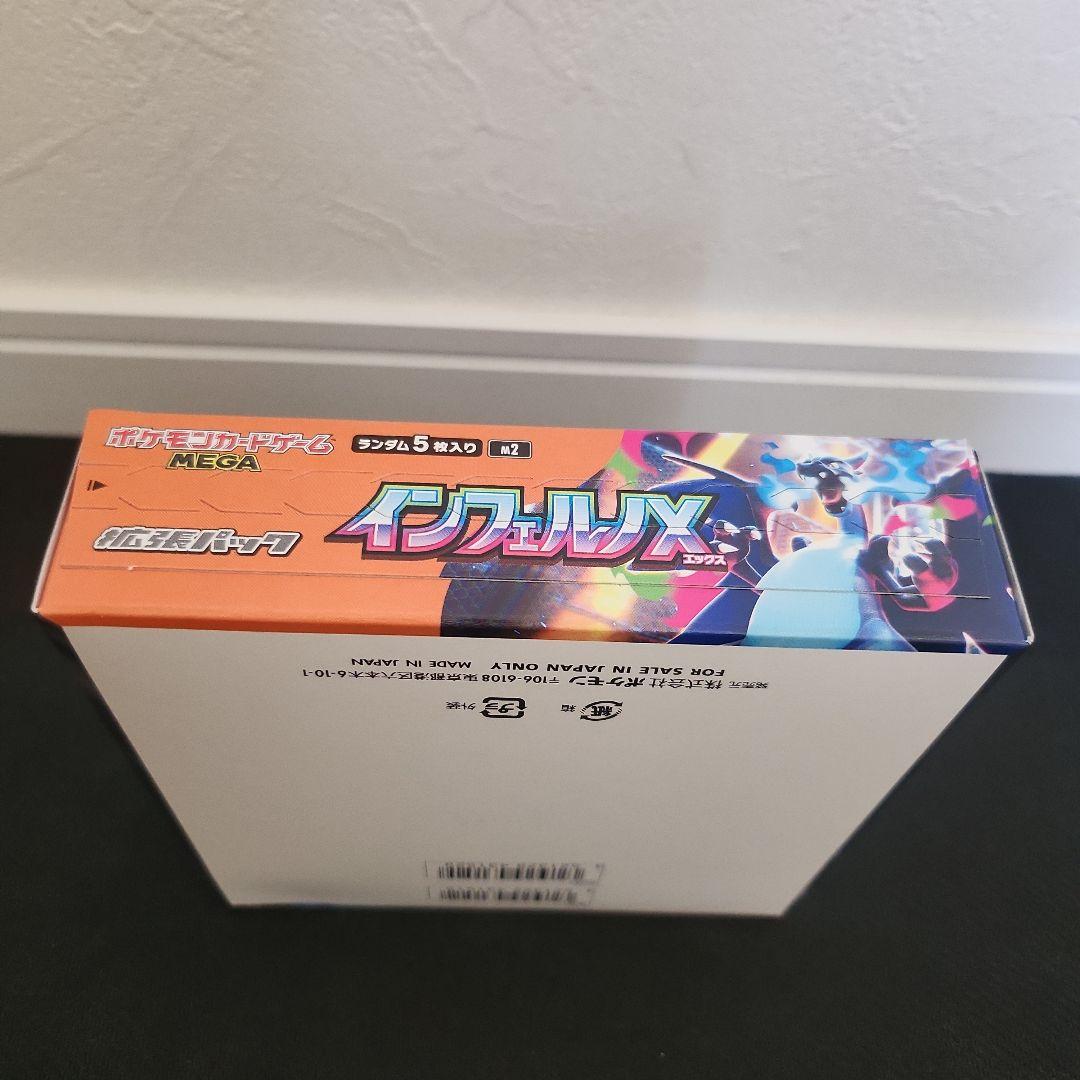 ポケモンカードゲーム
MEGA
ランダム5枚入り
M2
拡張パック
インフェルノX
エックス
FOR SALE IN JAPAN ONLY MADE IN JAPAN
発売元 株式会社 ポケモン 〒106-6108 東京都港区六本木6-10-1
紙 箱
プラ 外装